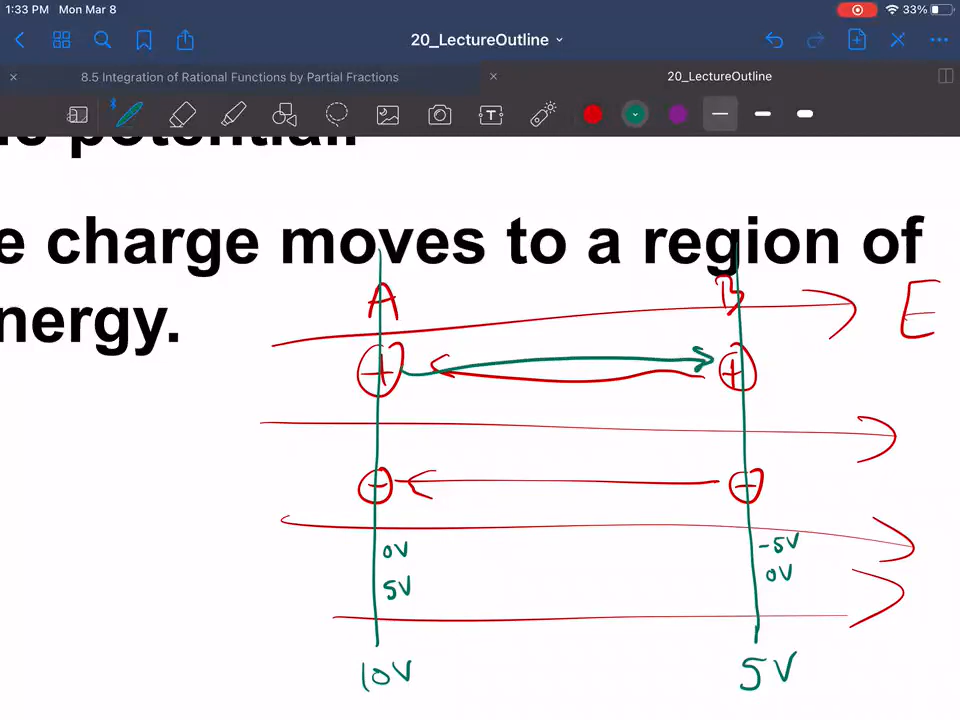 1:33 PM Mon Mar 8
33%
20_LectureOutline
8.5 Integration of Rational Functions by Partial Fractions
20_LectureOutline
T
potential.
e charge moves to a region of
nergy.
A
B
E
+
+
-
-
0V
-5V
5V
0V
10V
5V